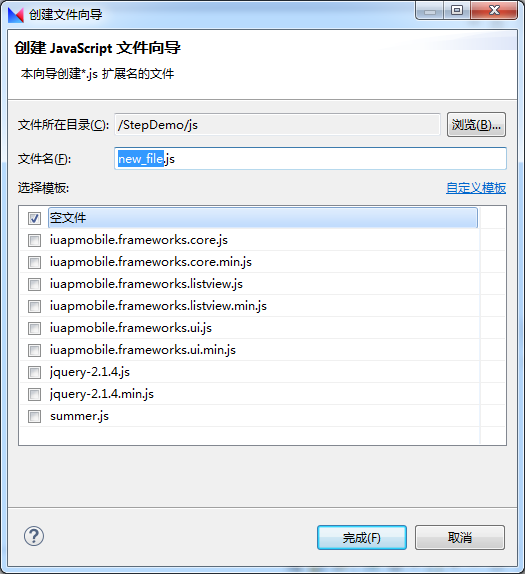 创建文件向导
创建 JavaScript 文件向导
本向导创建*.js 扩展名的文件
文件所在目录(C): /StepDemo/js 浏览(B)...
文件名(F): new_file.js
选择模板: 自定义模板
空文件
iuapmobile.frameworks.core.js
iuapmobile.frameworks.core.min.js
iuapmobile.frameworks.listview.js
iuapmobile.frameworks.listview.min.js
iuapmobile.frameworks.ui.js
iuapmobile.frameworks.ui.min.js
jquery-2.1.4.js
jquery-2.1.4.min.js
summer.js
? 完成(F) 取消